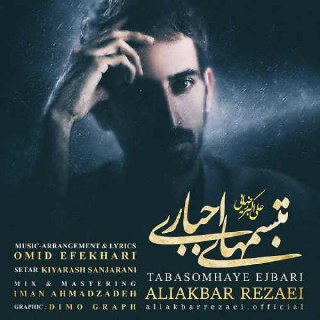 علی اکبر رضایی
تبسمهای اجباری
MUSIC-ARRANGEMENT & LYRICS
OMID EFEKHARI
SETAR KIYARASH SANJARANI
MIX & MASTERING
IMAN AHMADZADEH
GRAPHIC: DIMO GRAPH
TABASOMHAYE EJBARI
ALIAKBAR REZAEI
aliakbarrezaei.official